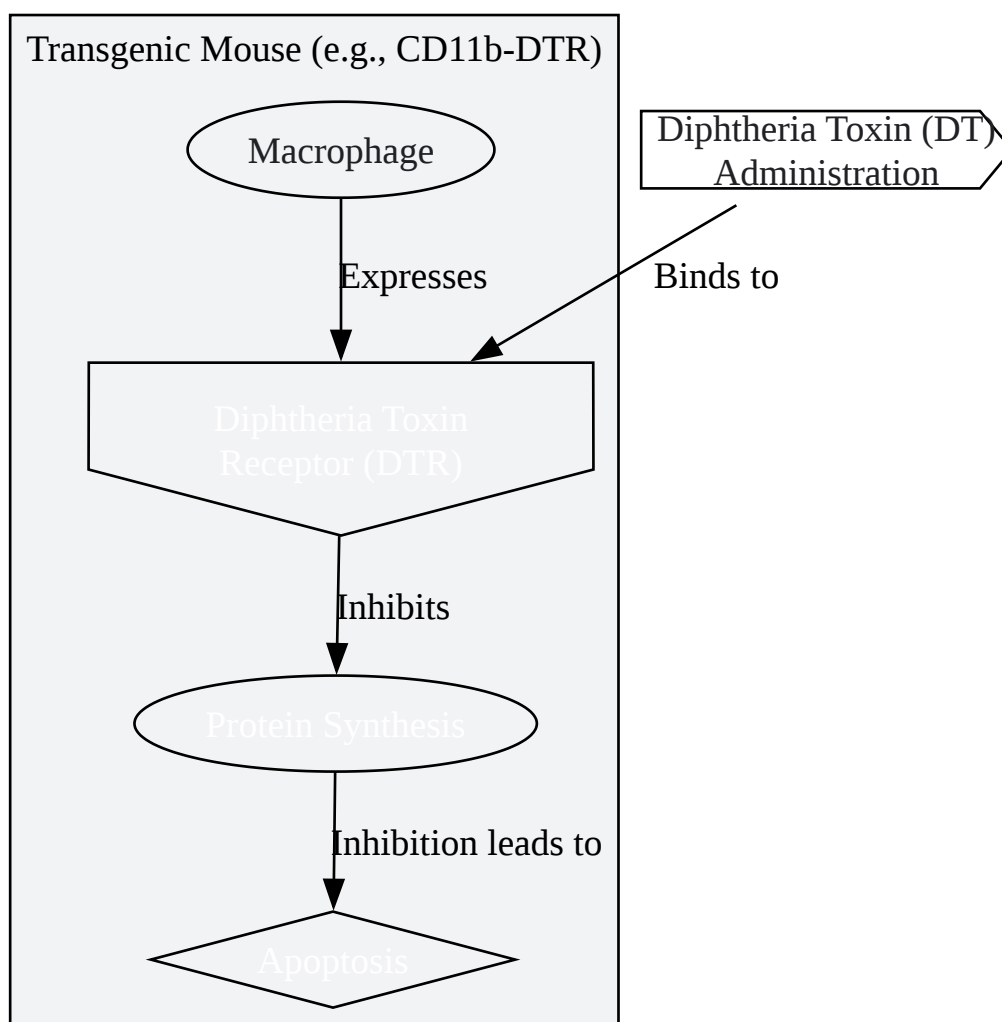 Transgenic Mouse (e.g., CD11b-DTR)
Macrophage
Diphtheria Toxin (DT)
Administration
Expresses
Binds to
Diphtheria Toxin
Receptor (DTR)
Inhibits
Protein Synthesis
Inhibition leads to
Apoptosis